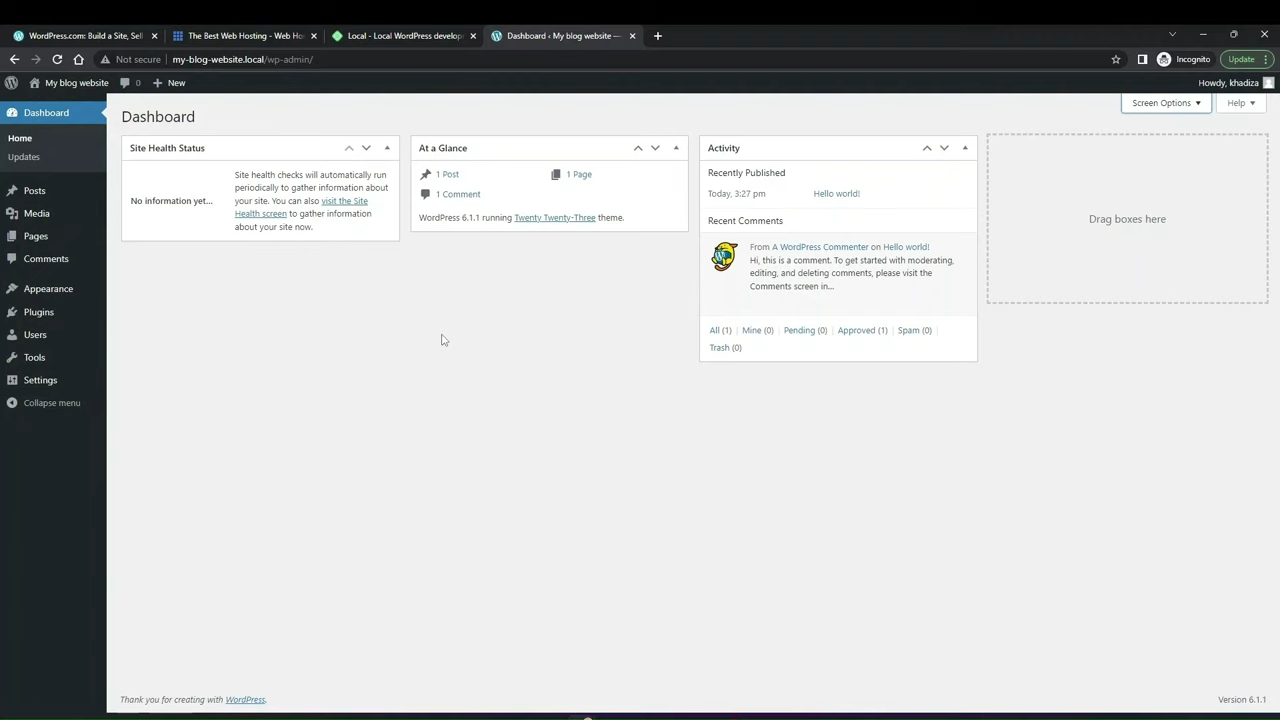 WordPress.com: Build a Site, Sell
The Best Web Hosting - Web Hos
Local - Local WordPress develop
Dashboard ‹ My blog website —
Not secure
my-blog-website.local/wp-admin/
Incognito
Update
My blog website
0
New
Howdy, khadiza
Screen Options
Help
Dashboard
Home
Updates
Posts
Media
Pages
Comments
Appearance
Plugins
Users
Tools
Settings
Collapse menu
Dashboard
Site Health Status
No information yet...
Site health checks will automatically run
periodically to gather information about
your site. You can also visit the Site
Health screen to gather information
about your site now.
At a Glance
1 Post
1 Page
1 Comment
WordPress 6.1.1 running Twenty Twenty-Three theme.
Activity
Recently Published
Today, 3:27 pm
Hello world!
Recent Comments
From A WordPress Commenter on Hello world!
Hi, this is a comment. To get started with moderating,
editing, and deleting comments, please visit the
Comments screen in...
All (1) | Mine (0) | Pending (0) | Approved (1) | Spam (0) |
Trash (0)
Drag boxes here
Thank you for creating with WordPress.
Version 6.1.1